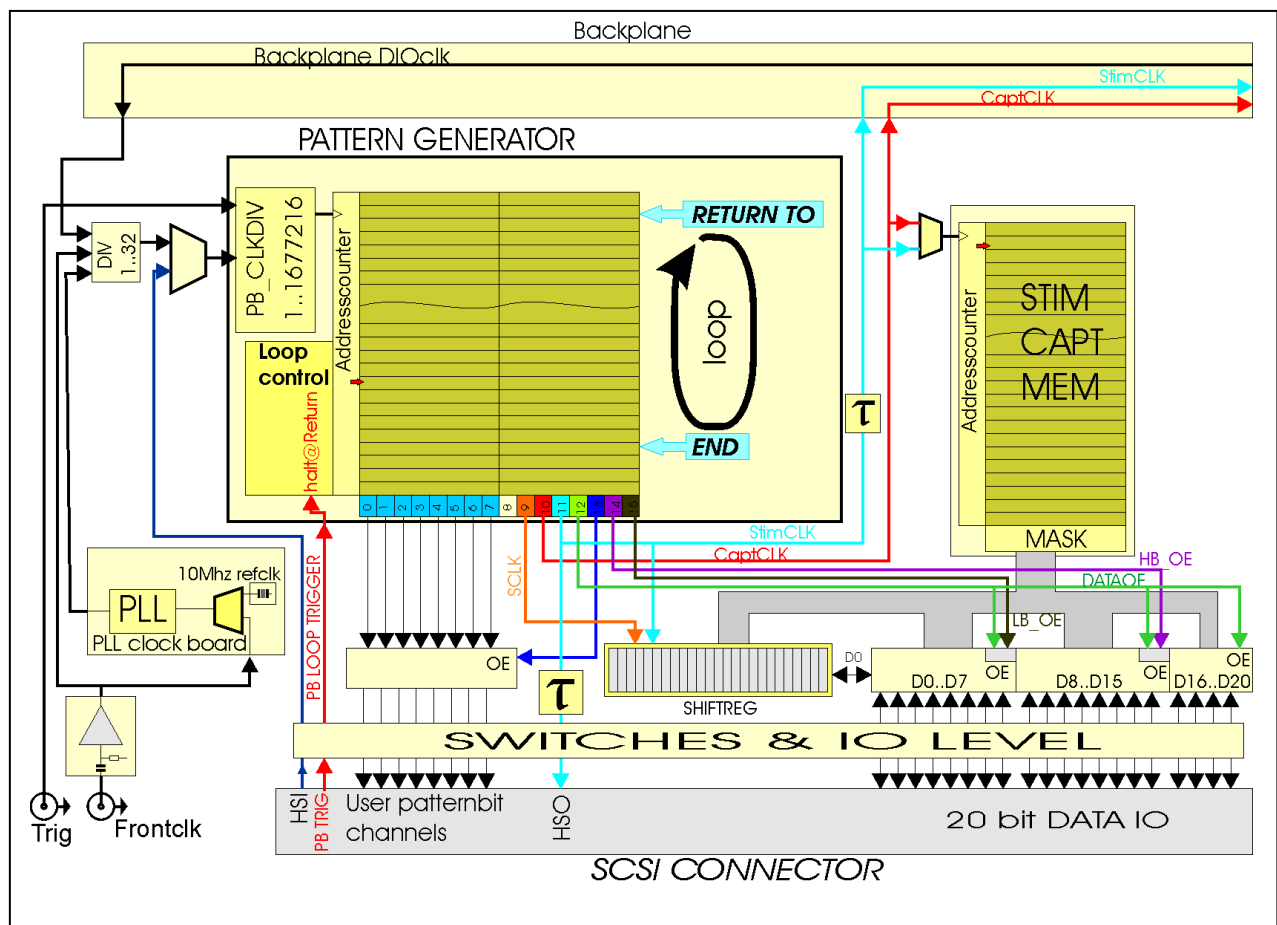 Backplane
Backplane DIOclk
StimCLK
CaptCLK
PATTERN GENERATOR
PB_CLKDIV
1..1677216
DIV
1..32
Addresscounter
RETURN TO
loop
END
Loop
control
halt@Return
τ
Addresscounter
STIM
CAPT
MEM
MASK
0
1
2
3
4
5
6
7
8
9
10
11
12
13
14
15
StimCLK
CaptCLK
SCLK
HB_OE
DATAOE
LB_OE
10Mhz refclk
PLL
PLL clock board
PB LOOP TRIGGER
OE
τ
SHIFTREG
D0
D0..D7
OE
D8..D15
OE
D16..D20
OE
SWITCHES & IO LEVEL
Trig
Frontclk
HSI
PB TRIG
User patternbit
channels
HSO
20 bit DATA IO
SCSI CONNECTOR